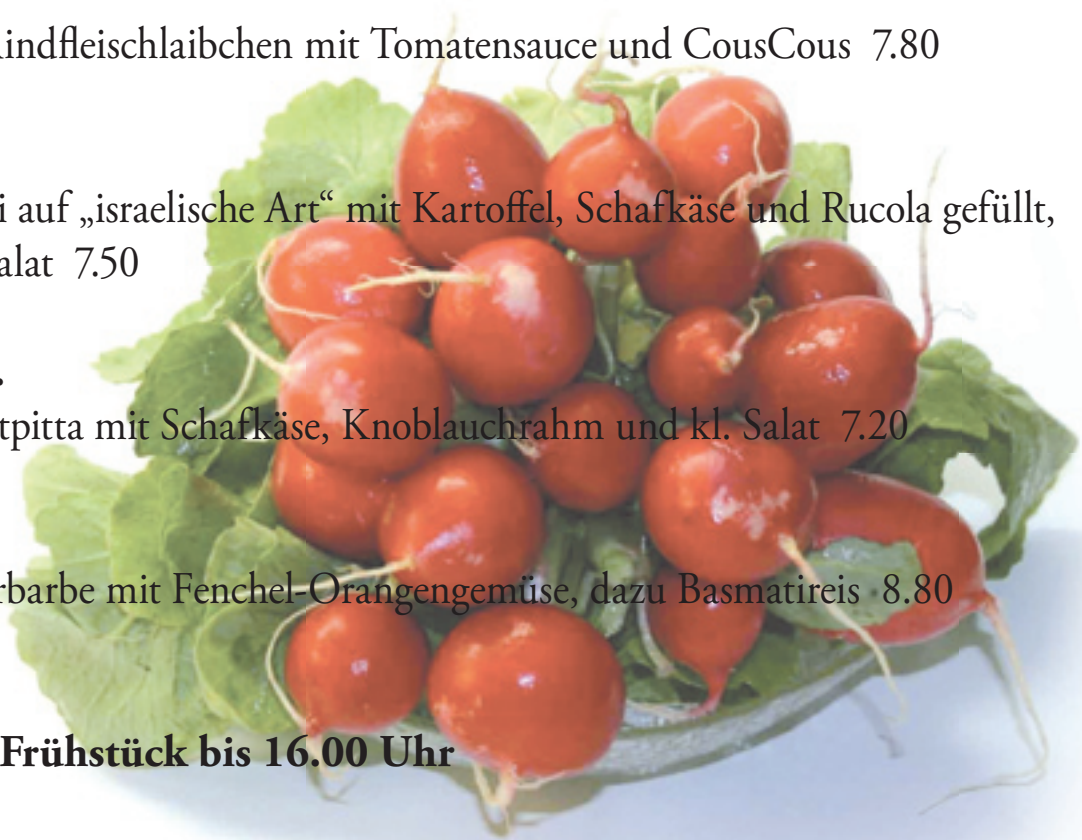 indfleischlaibchen mit Tomatensauce und CousCous 7.80
i auf „israelische Art“ mit Kartoffel, Schafkäse und Rucola gefüllt,
alat 7.50
.
tpitta mit Schafkäse, Knoblauchrahm und kl. Salat 7.20
rbarbe mit Fenchel-Orangengemüse, dazu Basmatireis 8.80
Frühstück bis 16.00 Uhr